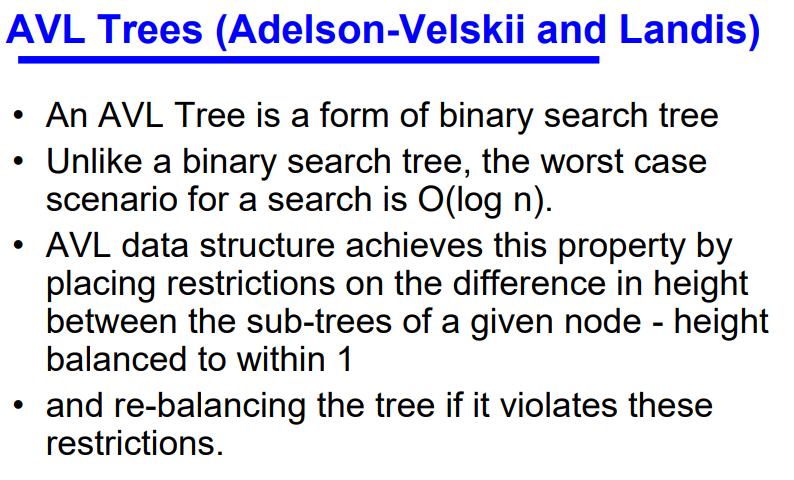 AVL Trees (Adelson-Velskii and Landis)
• An AVL Tree is a form of binary search tree
• Unlike a binary search tree, the worst case
scenario for a search is O(log n).
• AVL data structure achieves this property by
placing restrictions on the difference in height
between the sub-trees of a given node - height
balanced to within 1
• and re-balancing the tree if it violates these
restrictions.